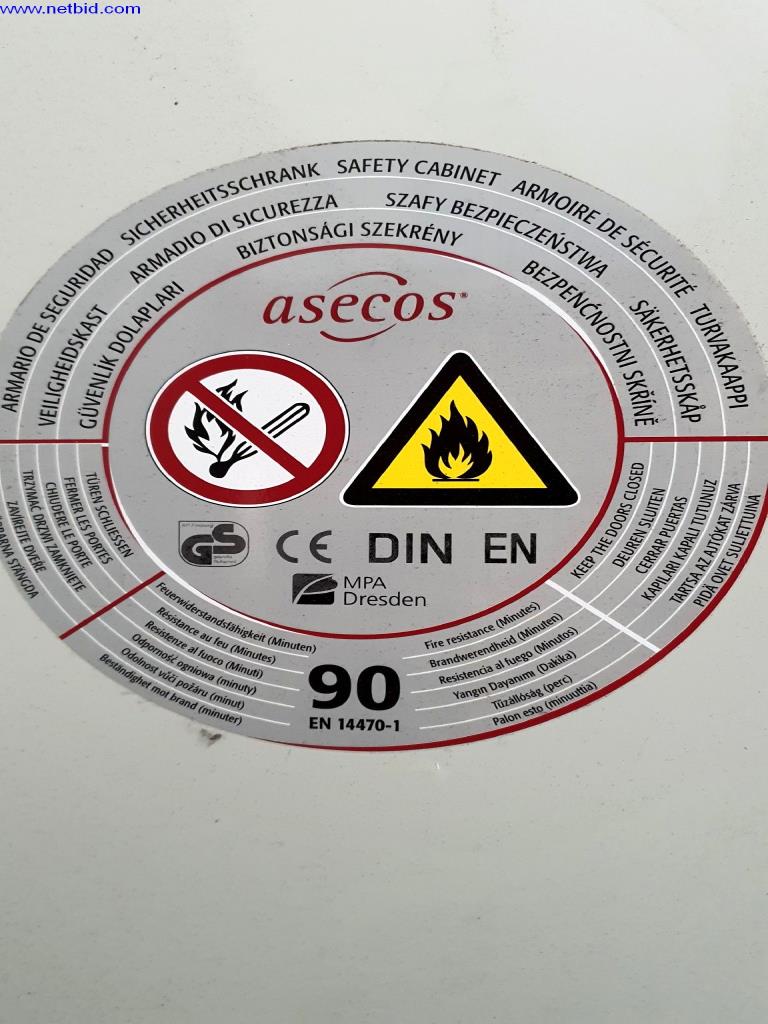 www.netbid.com
ARMARIO DE SEGURIDAD SICHERHEITSSCHRANK SAFETY CABINET ARMOIRE DE SÉCURITÉ TURVAKAAPPI
VEILIGHEIDSKAST ARMADIO DI SICUREZZA SZAFY BEZPIECZEŃSTWA SÄKERHETSSKÅP
GÜVENLİK DOLAPLARI BIZTONSÁGI SZEKRÉNY BEZPENČNOSTNI SKŘÍNĚ
asecos®
GS
CE DIN EN
MPA
Dresden
TÜREN SCHLIESSEN
FERMER LES PORTES
CHIUDERE LE PORTE
TRZYMAĆ DRZWI ZAMKNIĘTE
ZAVÍREJTE DVEŘE
STÄNGDA
KEEP THE DOORS CLOSED
DEUREN SLUITEN
CERRAR PUERTAS
KAPILARI KAPALI TUTUNUZ
TARTSA AZ AJTÓKAT ZÁRVA
PIDÄ OVET SULJETTUINA
Feuerwiderstandsfähigkeit (Minuten)
Résistance au feu (Minutes)
Resistenze al fuoco (Minuti)
Odporność ogniowa (minuty)
Odolnost vůči požáru (minut)
Beständighet mot brand (minuter)
90
EN 14470-1
Fire resistance (Minutes)
Brandwerendheid (Minuten)
Resistencia al fuego (Minutos)
Yangın Dayanımı (Dakika)
Tűzállóság (perc)
Palon esto (minuuttia)